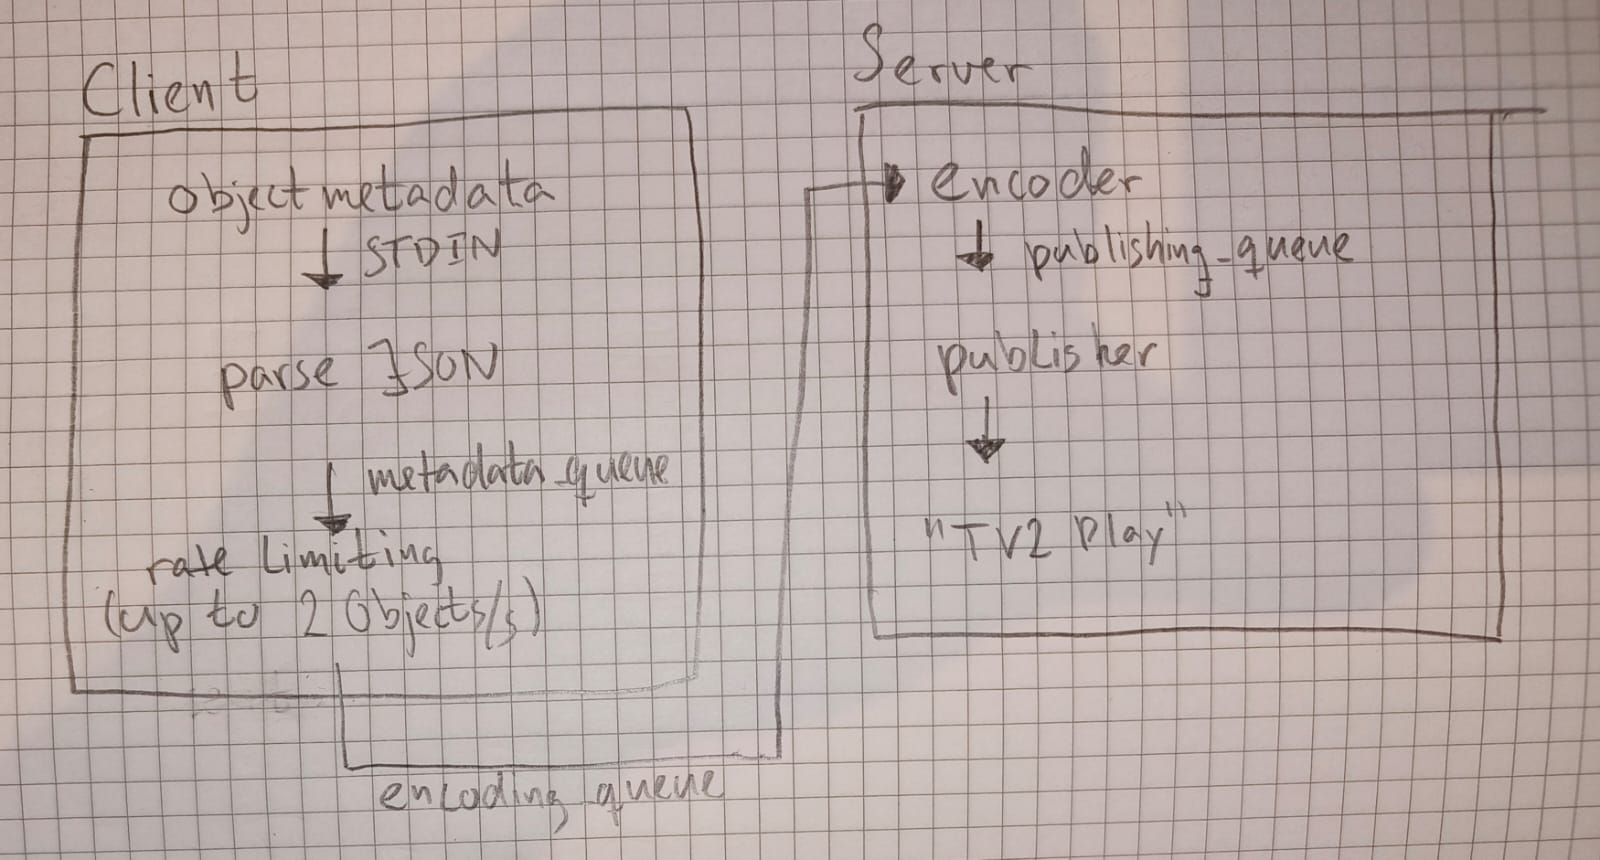 Client
Object metadata
STDIN
parse JSON
metadata_queue
rate limiting
(up to 2 Objects/s)
encoding_queue
Server
encoder
publishing_queue
publisher
"TV2 Play"